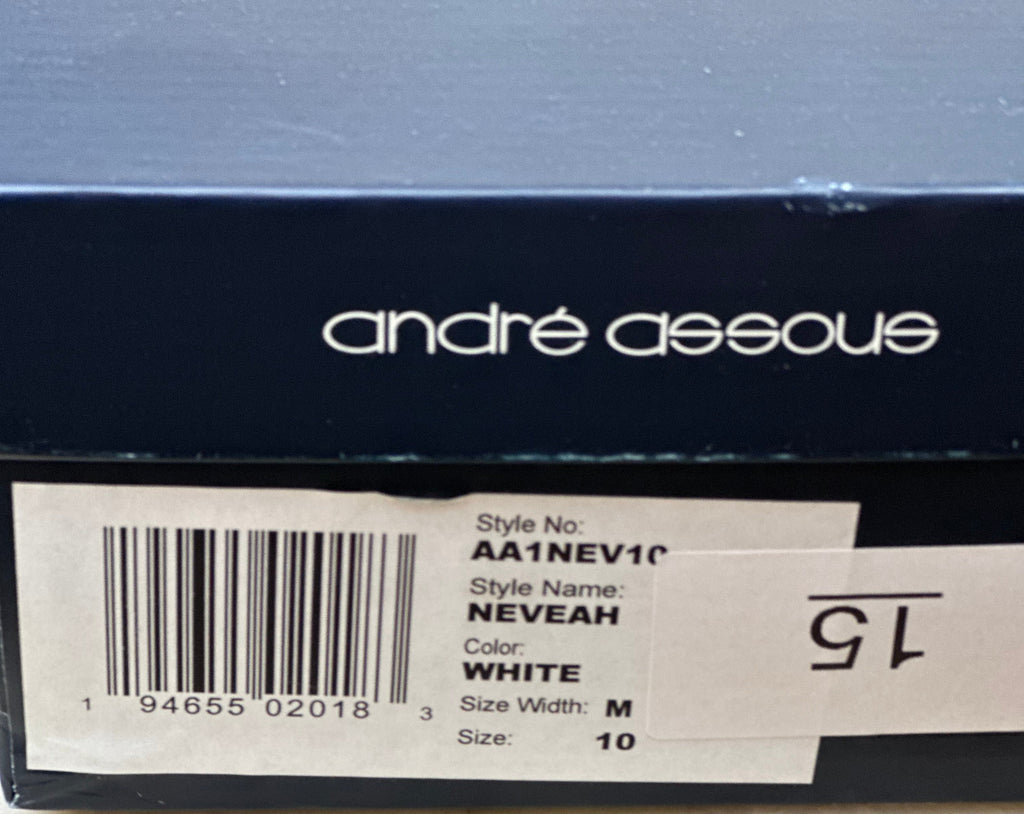 andré assous
Style No:
AA1NEV10
Style Name:
NEVEAH
Color:
WHITE
Size Width: M
Size: 10
1 94655 02018 3
15